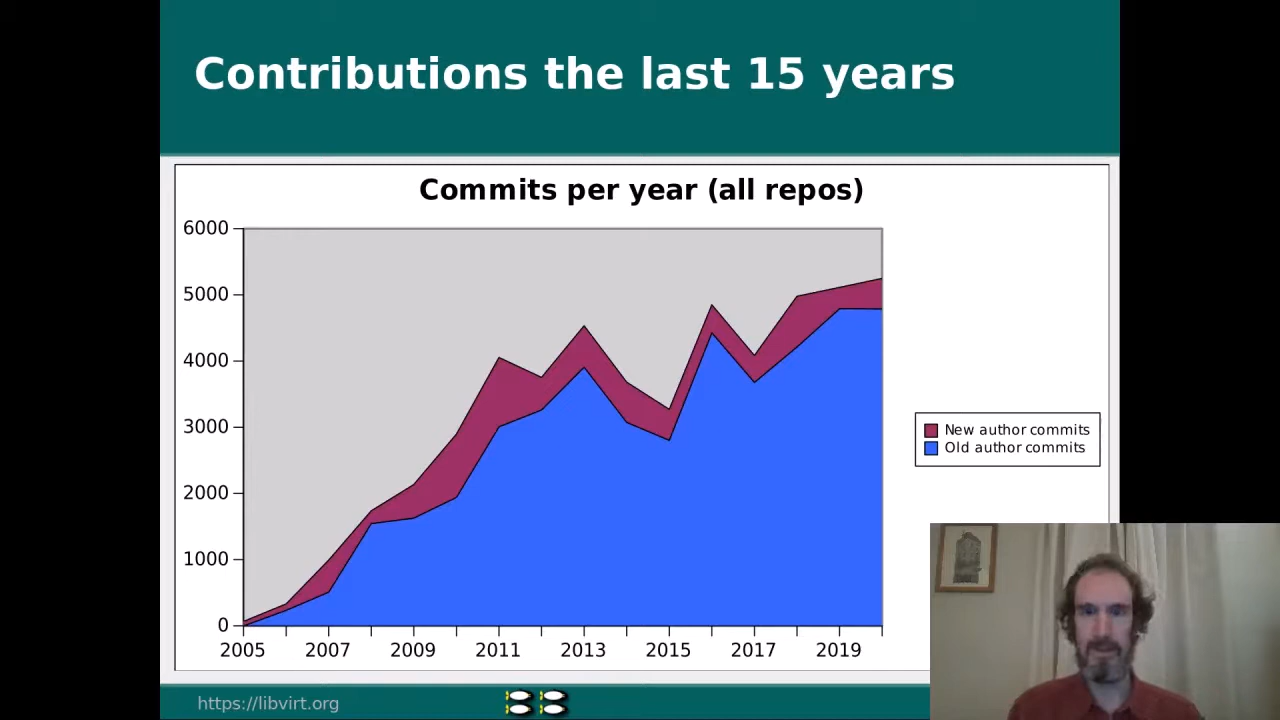 Contributions the last 15 years
Commits per year (all repos)
6000
5000
4000
3000
2000
1000
0
2005 2007 2009 2011 2013 2015 2017 2019
New author commits
Old author commits
https://libvirt.org